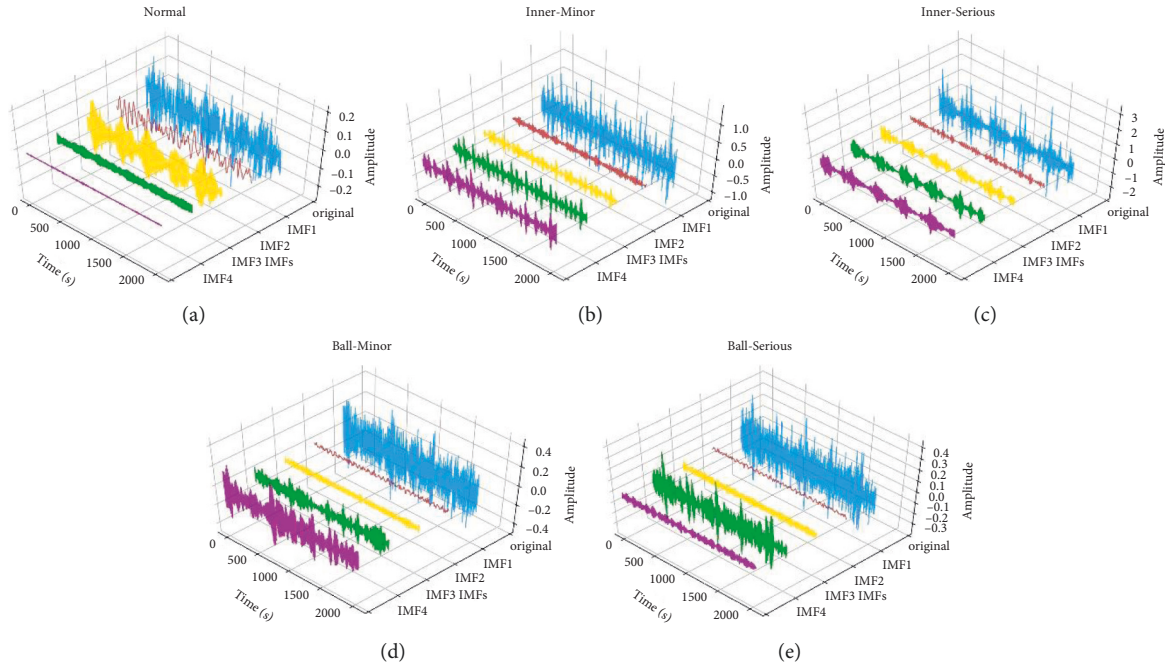 Normal
0.2
0.1
0.0
−0.1
−0.2
Amplitude
0
500
1000
1500
2000
Time (s)
original
IMF1
IMF2
IMF3 IMFs
IMF4
(a)
Inner-Minor
1.0
0.5
0.0
−0.5
−1.0
Amplitude
0
500
1000
1500
2000
Time (s)
original
IMF1
IMF2
IMF3 IMFs
IMF4
(b)
Inner-Serious
3
2
1
0
−1
−2
Amplitude
0
500
1000
1500
2000
Time (s)
original
IMF1
IMF2
IMF3 IMFs
IMF4
(c)
Ball-Minor
0.4
0.2
0.0
−0.2
−0.4
Amplitude
0
500
1000
1500
2000
Time (s)
original
IMF1
IMF2
IMF3 IMFs
IMF4
(d)
Ball-Serious
0.4
0.3
0.2
0.1
0.0
−0.1
−0.2
−0.3
Amplitude
0
500
1000
1500
2000
Time (s)
original
IMF1
IMF2
IMF3 IMFs
IMF4
(e)